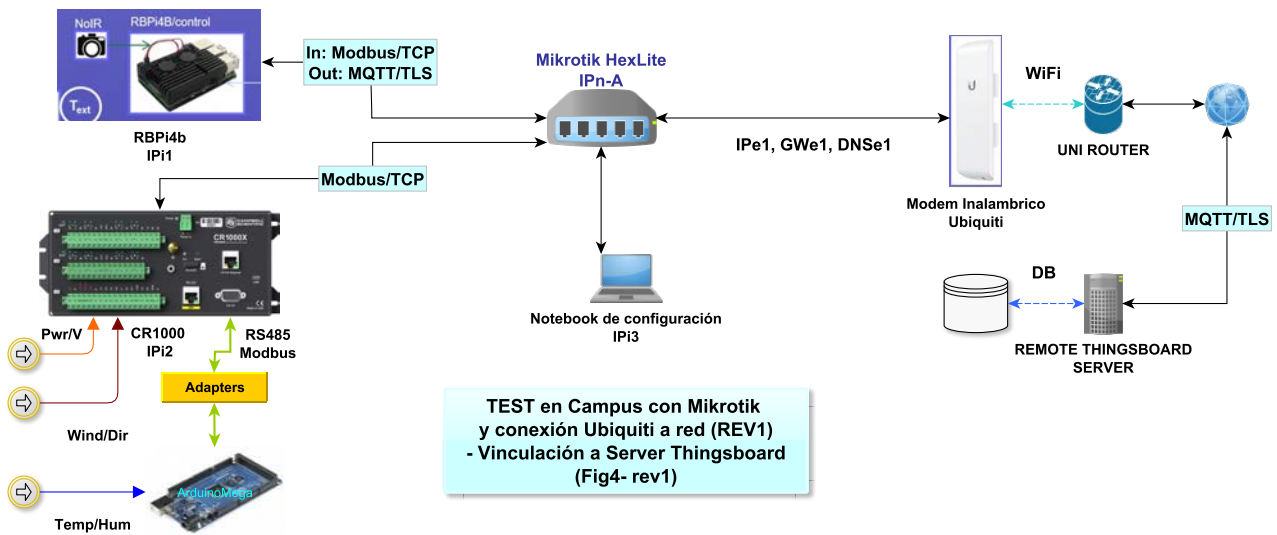 NoIR
RBPi4B/control
Text
RBPi4b
IPi1
In: Modbus/TCP
Out: MQTT/TLS
Modbus/TCP
Mikrotik HexLite
IPn-A
IPe1, GWe1, DNSe1
Modem Inalambrico
Ubiquiti
WiFi
UNI ROUTER
MQTT/TLS
DB
REMOTE THINGSBOARD
SERVER
Notebook de configuración
IPi3
CR1000X
Pwr/V
CR1000
IPi2
RS485
Modbus
Adapters
Wind/Dir
ArduinoMega
Temp/Hum
TEST en Campus con Mikrotik
y conexión Ubiquiti a red (REV1)
- Vinculación a Server Thingsboard
(Fig4- rev1)